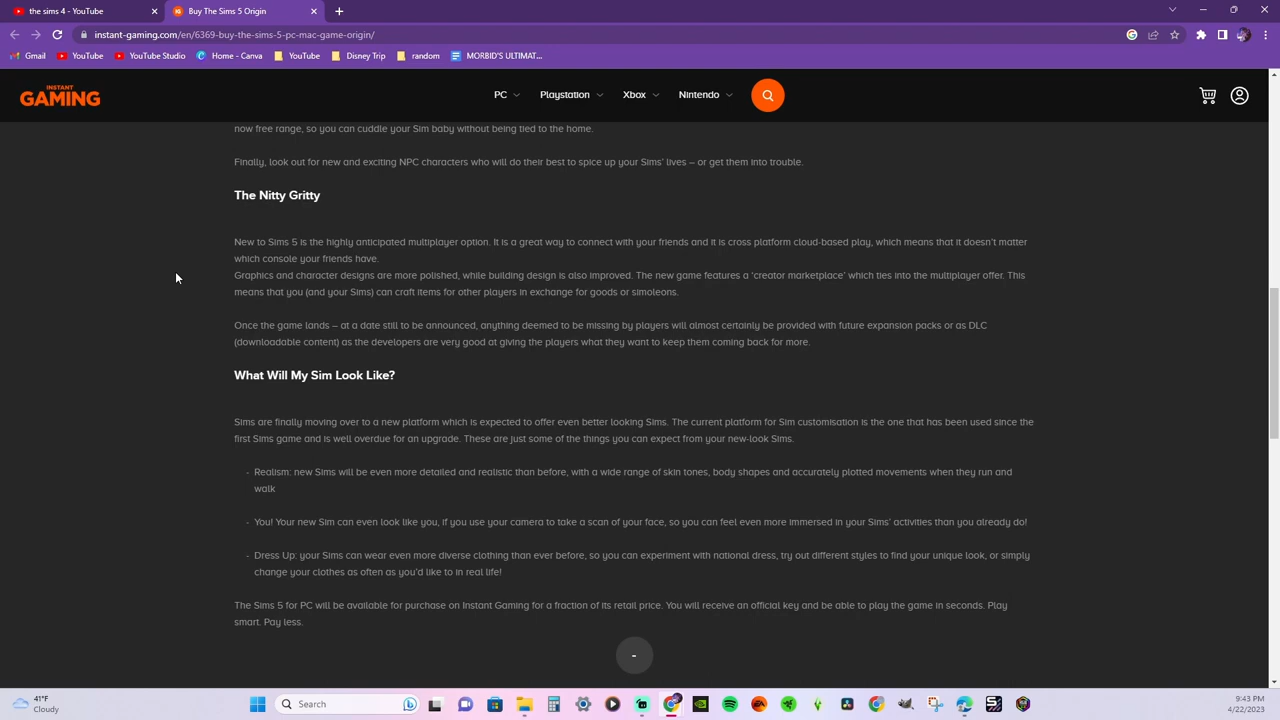 the sims 4 - YouTube
Buy The Sims 5 Origin
instant-gaming.com/en/6369-buy-the-sims-5-pc-mac-game-origin/
Gmail YouTube YouTube Studio Home - Canva YouTube Disney Trip random MORBID'S ULTIMAT...
INSTANT
GAMING
PC Playstation Xbox Nintendo
now free range, so you can cuddle your Sim baby without being tied to the home.
Finally, look out for new and exciting NPC characters who will do their best to spice up your Sims' lives – or get them into trouble.
The Nitty Gritty
New to Sims 5 is the highly anticipated multiplayer option. It is a great way to connect with your friends and it is cross platform cloud-based play, which means that it doesn't matter
which console your friends have.
Graphics and character designs are more polished, while building design is also improved. The new game features a 'creator marketplace' which ties into the multiplayer offer. This
means that you (and your Sims) can craft items for other players in exchange for goods or simoleons.
Once the game lands – at a date still to be announced, anything deemed to be missing by players will almost certainly be provided with future expansion packs or as DLC
(downloadable content) as the developers are very good at giving the players what they want to keep them coming back for more.
What Will My Sim Look Like?
Sims are finally moving over to a new platform which is expected to offer even better looking Sims. The current platform for Sim customisation is the one that has been used since the
first Sims game and is well overdue for an upgrade. These are just some of the things you can expect from your new-look Sims.
- Realism: new Sims will be even more detailed and realistic than before, with a wide range of skin tones, body shapes and accurately plotted movements when they run and
walk
- You! Your new Sim can even look like you, if you use your camera to take a scan of your face, so you can feel even more immersed in your Sims' activities than you already do!
- Dress Up: your Sims can wear even more diverse clothing than ever before, so you can experiment with national dress, try out different styles to find your unique look, or simply
change your clothes as often as you'd like to in real life!
The Sims 5 for PC will be available for purchase on Instant Gaming for a fraction of its retail price. You will receive an official key and be able to play the game in seconds. Play
smart. Pay less.
-
41°F
Cloudy
Search
9:43 PM
4/22/2023